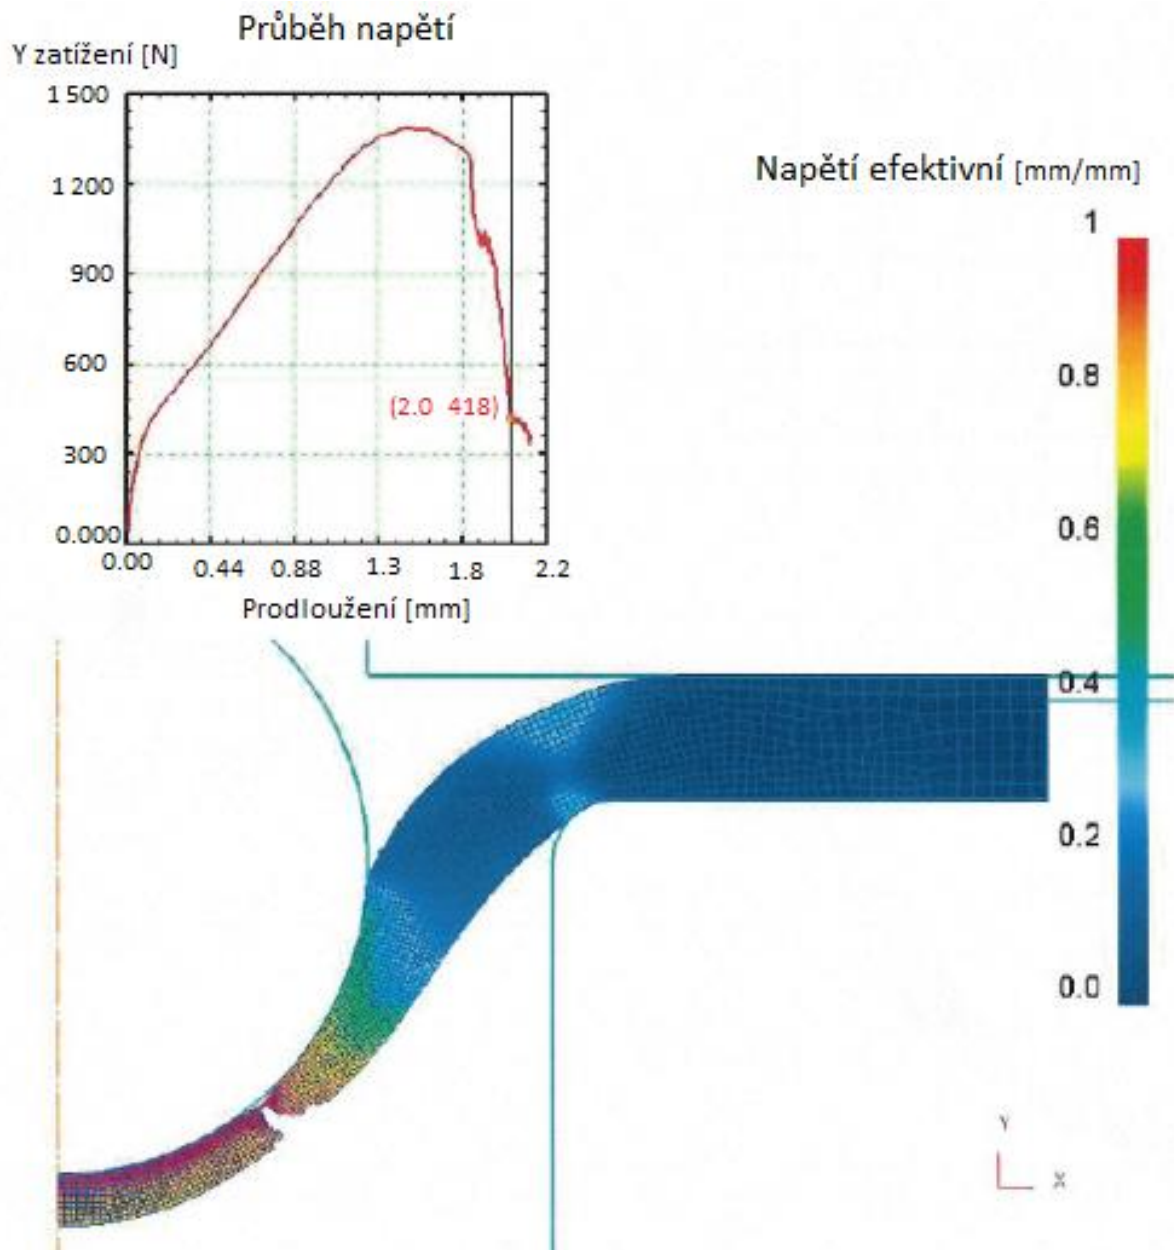 Průběh napětí
Y zatížení [N]
1 500
1 200
900
600
300
0.000
(2.0 418)
0.00 0.44 0.88 1.3 1.8 2.2
Prodloužení [mm]
Napětí efektivní [mm/mm]
1
0.8
0.6
0.4
0.2
0.0
Y
X